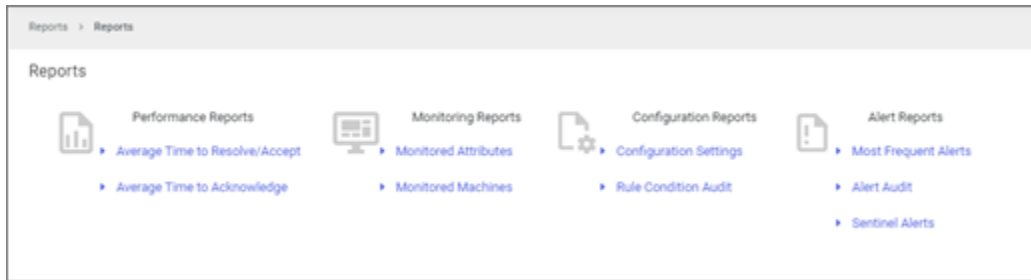 Reports > Reports
Reports
Performance Reports
Average Time to Resolve/Accept
Average Time to Acknowledge
Monitoring Reports
Monitored Attributes
Monitored Machines
Configuration Reports
Configuration Settings
Rule Condition Audit
Alert Reports
Most Frequent Alerts
Alert Audit
Sentinel Alerts